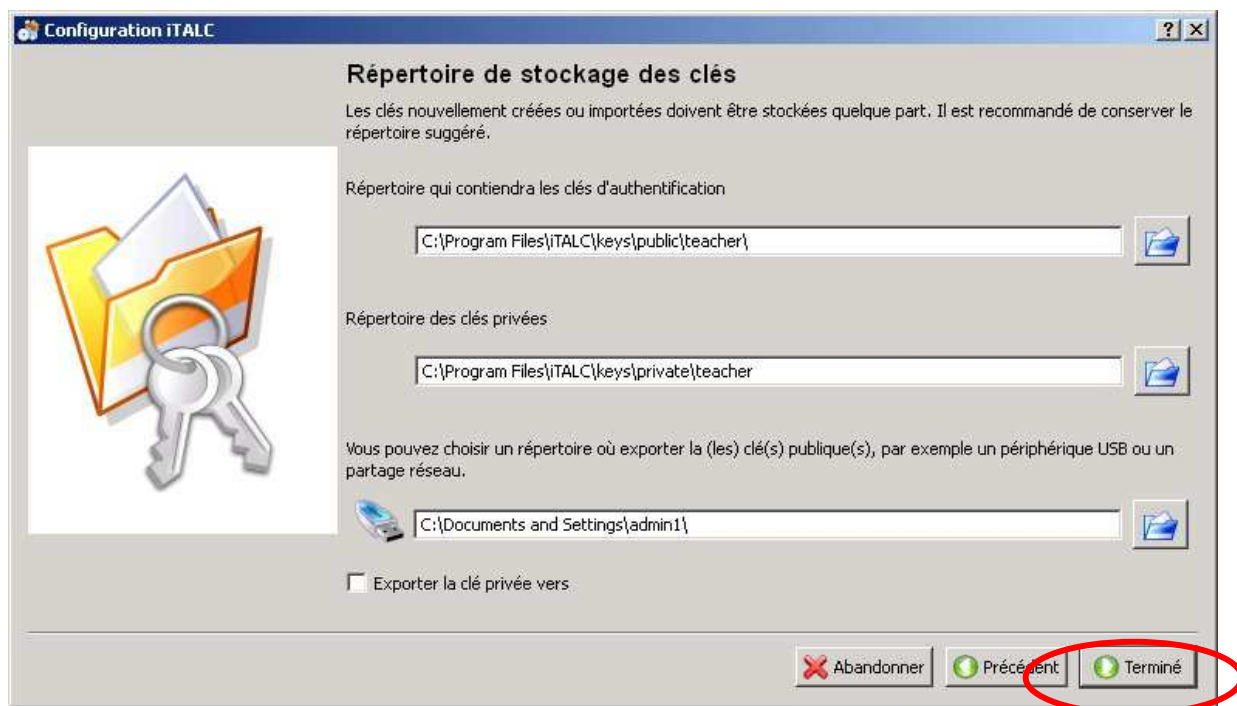 Configuration iTALC
Répertoire de stockage des clés
Les clés nouvellement créées ou importées doivent être stockées quelque part. Il est recommandé de conserver le
répertoire suggéré.
Répertoire qui contiendra les clés d'authentification
C:\Program Files\iTALC\keys\public\teacher\
Répertoire des clés privées
C:\Program Files\iTALC\keys\private\teacher
Vous pouvez choisir un répertoire où exporter la (les) clé(s) publique(s), par exemple un périphérique USB ou un
partage réseau.
C:\Documents and Settings\admin1\
Exporter la clé privée vers
Abandonner Précédent Terminé